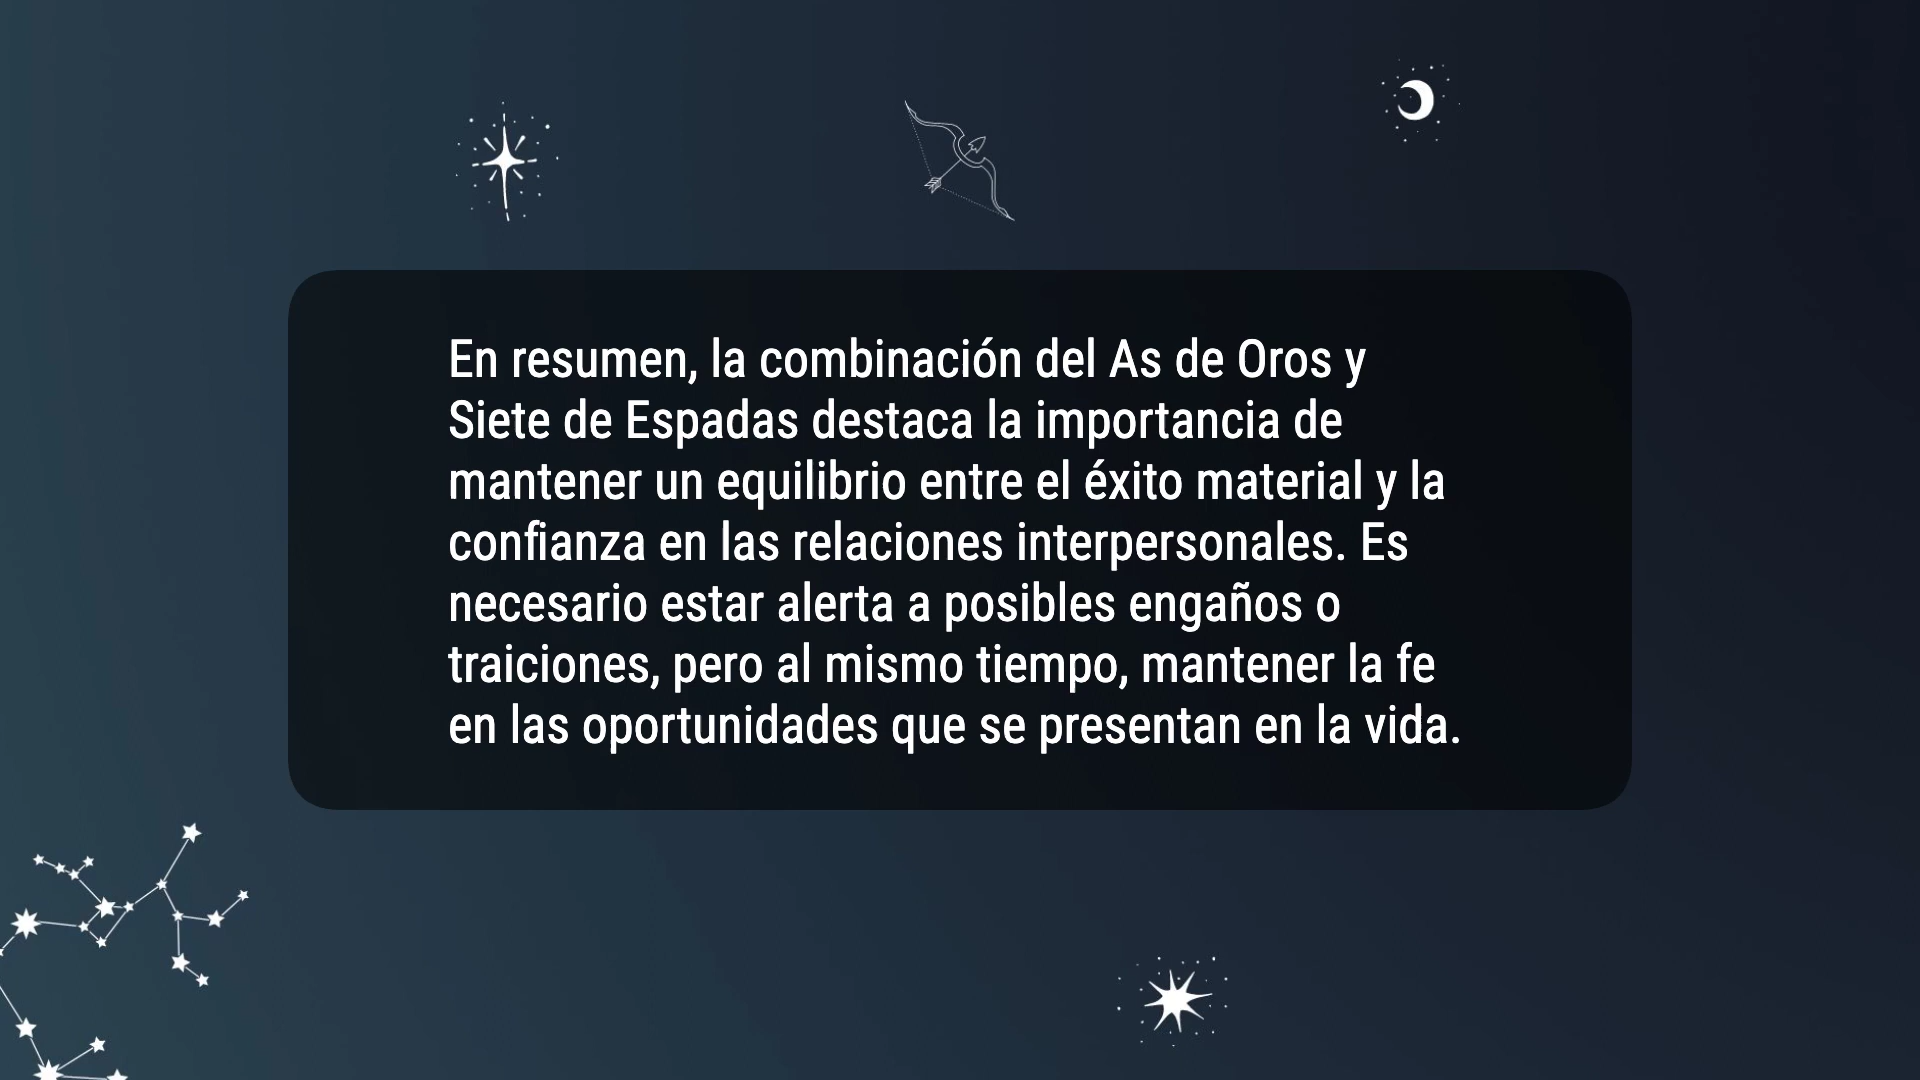 En resumen, la combinación del As de Oros y
Siete de Espadas destaca la importancia de
mantener un equilibrio entre el éxito material y la
confianza en las relaciones interpersonales. Es
necesario estar alerta a posibles engaños o
traiciones, pero al mismo tiempo, mantener la fe
en las oportunidades que se presentan en la vida.